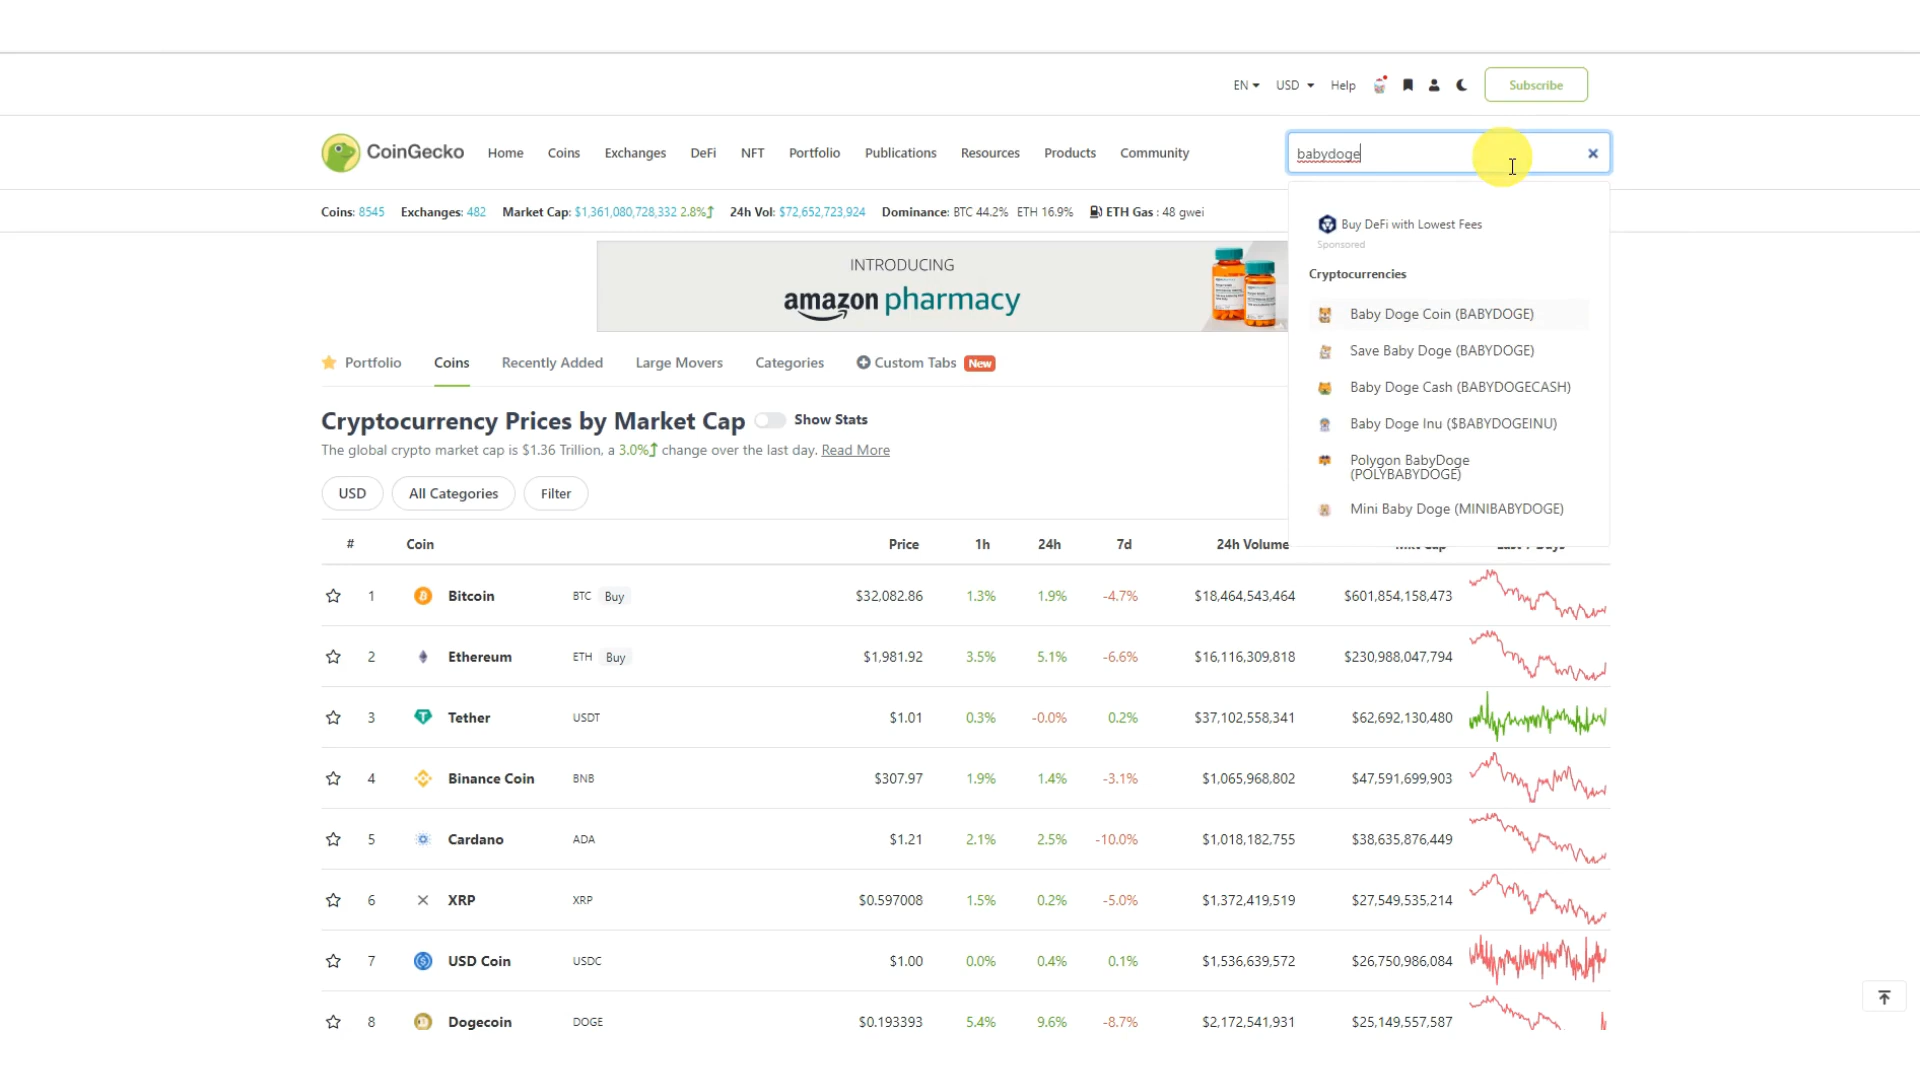 EN USD Help Subscribe
CoinGecko Home Coins Exchanges DeFi NFT Portfolio Publications Resources Products Community babydoge
Coins: 8545 Exchanges: 482 Market Cap: $1,361,080,728,332 2.8% 24h Vol: $72,652,723,924 Dominance: BTC 44.2% ETH 16.9% ETH Gas : 48 gwei
Buy DeFi with Lowest Fees
Sponsored
Cryptocurrencies
Baby Doge Coin (BABYDOGE)
Save Baby Doge (BABYDOGE)
Baby Doge Cash (BABYDOGECASH)
Baby Doge Inu ($BABYDOGEINU)
Polygon BabyDoge
(POLYBABYDOGE)
Mini Baby Doge (MINIBABYDOGE)
INTRODUCING
amazon pharmacy
Portfolio Coins Recently Added Large Movers Categories Custom Tabs New
Cryptocurrency Prices by Market Cap Show Stats
The global crypto market cap is $1.36 Trillion, a 3.0% change over the last day. Read More
USD All Categories Filter
# Coin Price 1h 24h 7d 24h Volume
1 Bitcoin BTC Buy $32,082.86 1.3% 1.9% -4.7% $18,464,543,464 $601,854,158,473
2 Ethereum ETH Buy $1,981.92 3.5% 5.1% -6.6% $16,116,309,818 $230,988,047,794
3 Tether USDT $1.01 0.3% -0.0% 0.2% $37,102,558,341 $62,692,130,480
4 Binance Coin BNB $307.97 1.9% 1.4% -3.1% $1,065,968,802 $47,591,699,903
5 Cardano ADA $1.21 2.1% 2.5% -10.0% $1,018,182,755 $38,635,876,449
6 XRP XRP $0.597008 1.5% 0.2% -5.0% $1,372,419,519 $27,549,535,214
7 USD Coin USDC $1.00 0.0% 0.4% 0.1% $1,536,639,572 $26,750,986,084
8 Dogecoin DOGE $0.193393 5.4% 9.6% -8.7% $2,172,541,931 $25,149,557,587